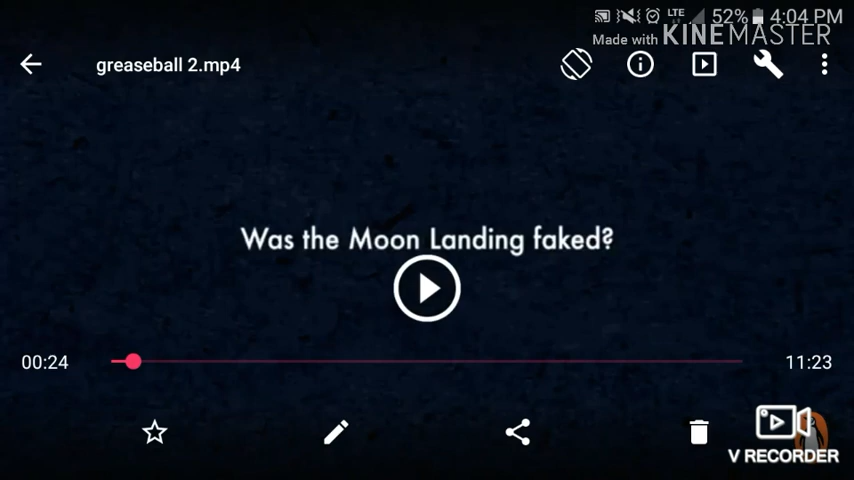 LTE 52% 4:04 PM
Made with KINEMASTER
greaseball 2.mp4
Was the Moon Landing faked?
00:24
11:23
V RECORDER